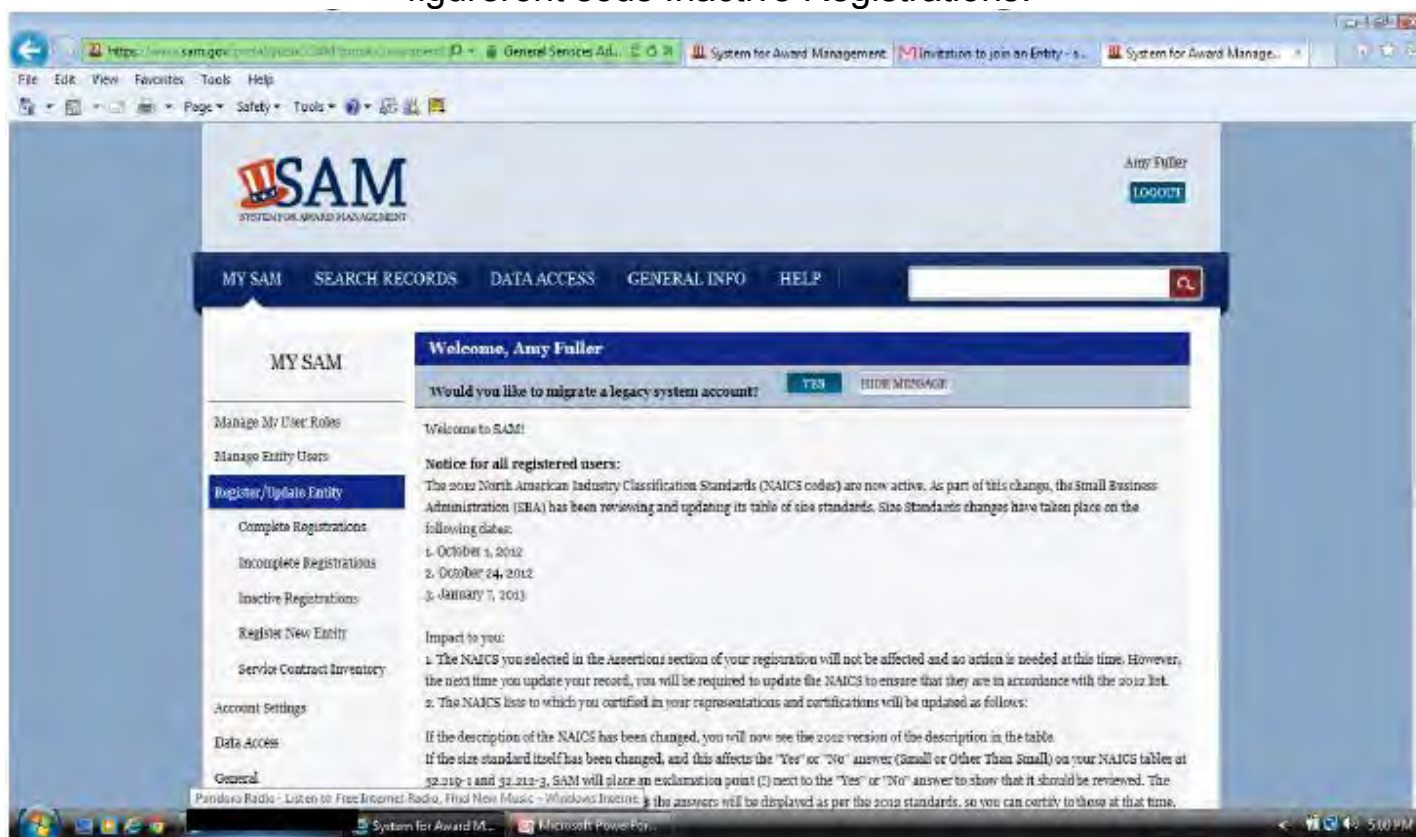 figurerent code Inactive Registrations.
https://www.sam.gov General Services Ad... System for Award Management Invitation to join an Entity - s... System for Award Manage...
File Edit View Favorites Tools Help
Page Safety Tools
SAM
SYSTEM FOR AWARD MANAGEMENT
Amy Fuller
LOGOUT
MY SAM SEARCH RECORDS DATA ACCESS GENERAL INFO HELP
MY SAM
Manage My User Roles
Manage Entity Users
Register/Update Entity
Complete Registrations
Incomplete Registrations
Inactive Registrations
Register New Entity
Service Contract Inventory
Account Settings
Data Access
General
Welcome, Amy Fuller
Would you like to migrate a legacy system account? YES HIDE MESSAGE
Welcome to SAM!
Notice for all registered users:
The 2012 North American Industry Classification Standards (NAICS codes) are now active. As part of this change, the Small Business
Administration (SBA) has been reviewing and updating its table of size standards. Size Standards changes have taken place on the
following dates:
1. October 1, 2012
2. October 24, 2012
3. January 7, 2013
Impact to you:
1. The NAICS you selected in the Assertions section of your registration will not be affected and no action is needed at this time. However,
the next time you update your record, you will be required to update the NAICS to ensure that they are in accordance with the 2012 list.
2. The NAICS lists to which you certified in your representations and certifications will be updated as follows:
If the description of the NAICS has been changed, you will now see the 2012 version of the description in the table
If the size standard itself has been changed, and this affects the "Yes" or "No" answer (Small or Other Than Small) on your NAICS tables at
52.219-1 and 52.212-3, SAM will place an exclamation point (!) next to the "Yes" or "No" answer to show that it should be reviewed. The
the answers will be displayed as per the 2012 standards, so you can certify to those at that time.
Pandora Radio - Listen to Free Internet Radio, Find New Music - Windows Interne
System for Award M... Microsoft PowerPoi... 5:00 PM